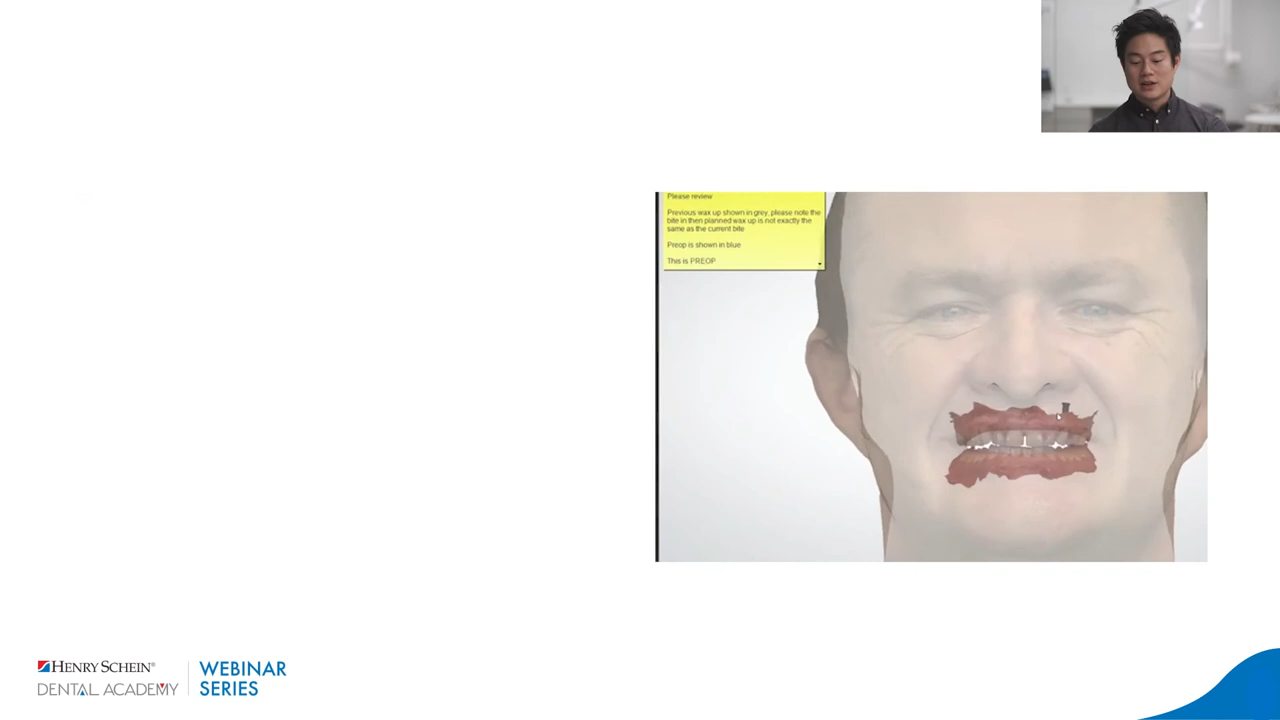 Please review
Previous wax up shown in grey, please note the
bite in then planned wax up is not exactly the
same as the current bite
Preop is shown in blue
This is PREOP
HENRY SCHEIN®
DENTAL ACADEMY
WEBINAR
SERIES